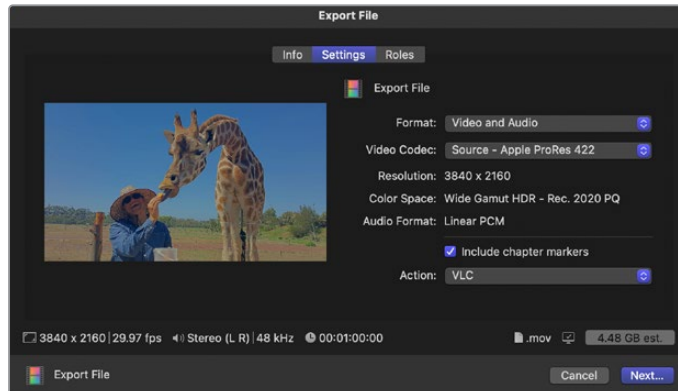 Export File
Info Settings Roles
Export File
Format: Video and Audio
Video Codec: Source - Apple ProRes 422
Resolution: 3840 x 2160
Color Space: Wide Gamut HDR - Rec. 2020 PQ
Audio Format: Linear PCM
Include chapter markers
Action: VLC
3840 x 2160 | 29.97 fps Stereo (L R) | 48 kHz 00:01:00:00 .mov 4.48 GB est.
Export File Cancel Next...